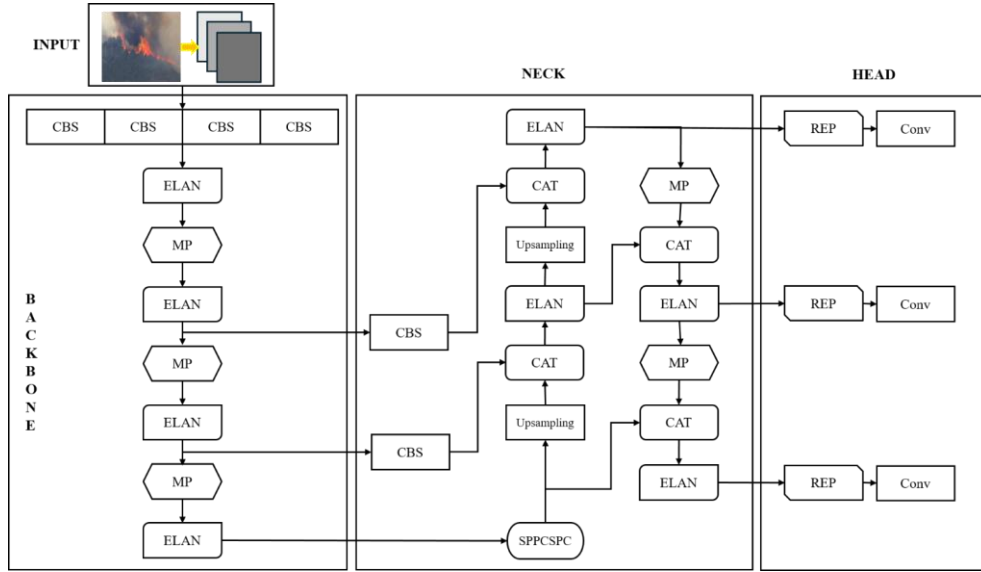 INPUT
NECK
HEAD
CBS CBS CBS CBS
ELAN
MP
ELAN
MP
ELAN
MP
ELAN
B
A
C
K
B
O
N
E
CBS
CBS
ELAN
CAT
Upsampling
ELAN
CAT
Upsampling
SPPCSPC
MP
CAT
ELAN
MP
CAT
ELAN
REP Conv
REP Conv
REP Conv